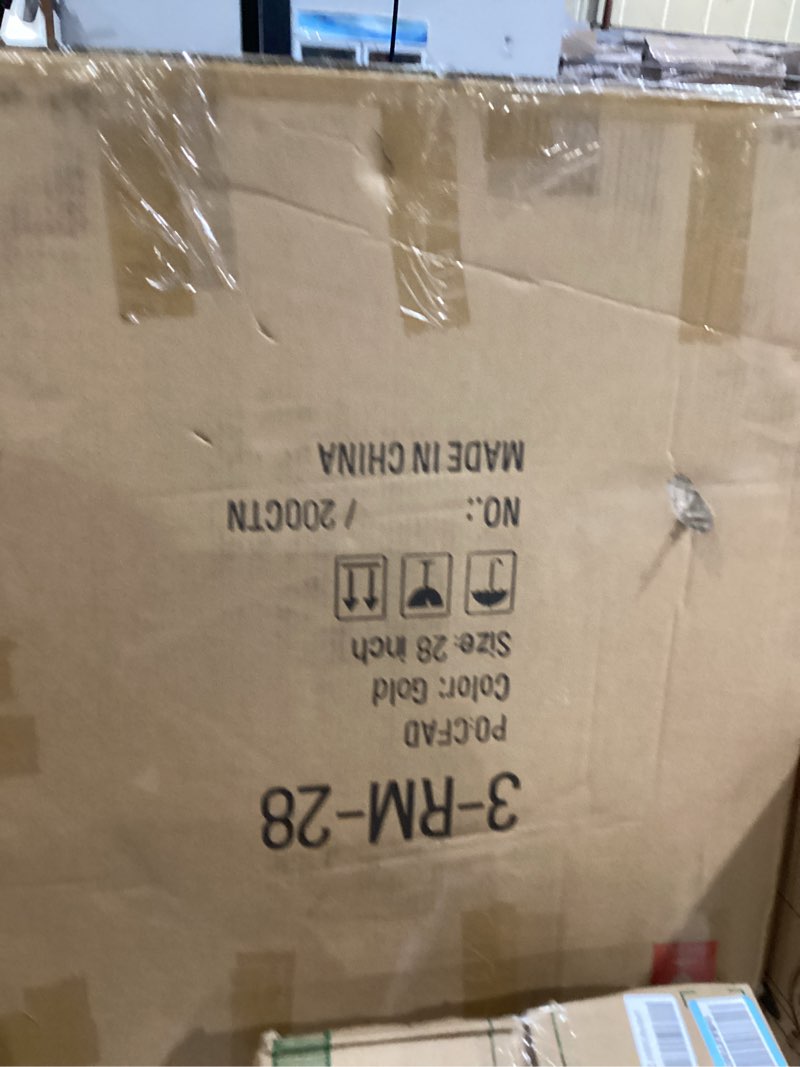 3-RM-28
PO:CFAD
Color: Gold
Size: 28 inch
NO.: / 200CTN
MADE IN CHINA